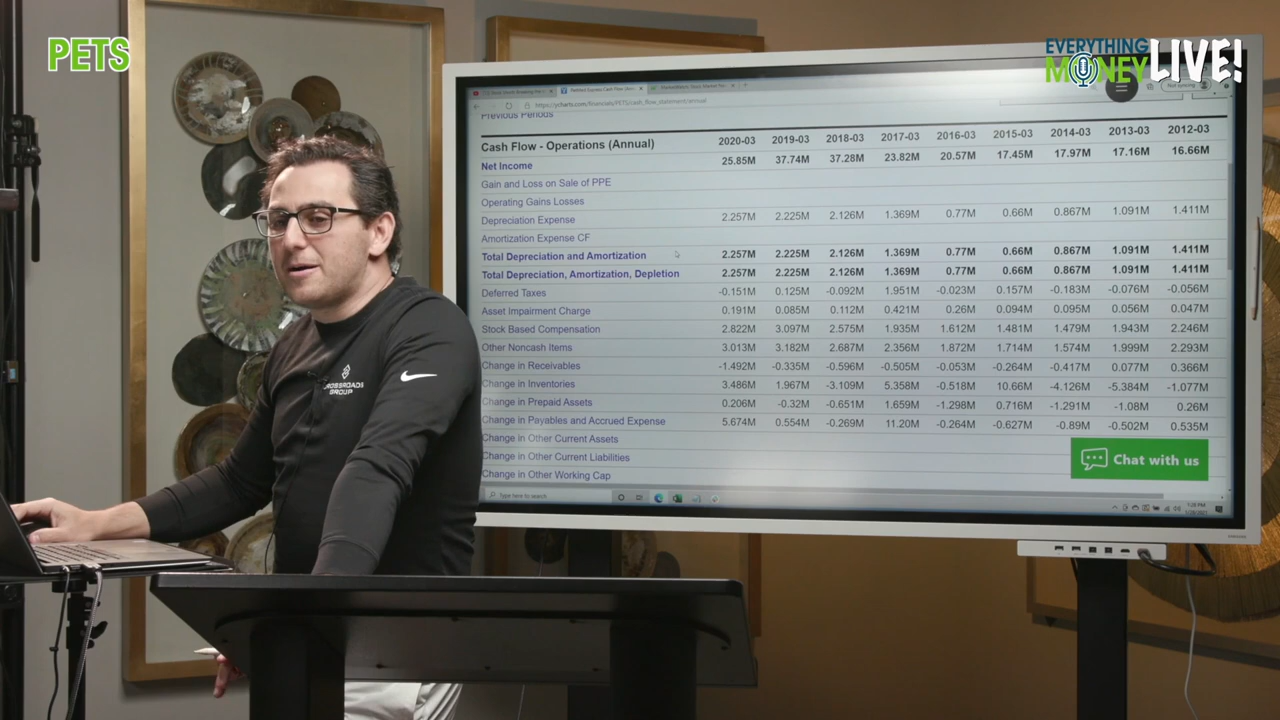 PETS
EVERYTHING
MONEY LIVE!
https://ycharts.com/companies/PETS/cash_flow_statement/annual
Previous Periods
Cash Flow - Operations (Annual) 2020-03 2019-03 2018-03 2017-03 2016-03 2015-03 2014-03 2013-03 2012-03
Net Income 25.85M 37.74M 37.28M 23.82M 20.57M 17.45M 17.97M 17.16M 16.66M
Gain and Loss on Sale of PPE
Operating Gains Losses
Depreciation Expense 2.257M 2.225M 2.126M 1.369M 0.77M 0.66M 0.867M 1.091M 1.411M
Amortization Expense CF
Total Depreciation and Amortization 2.257M 2.225M 2.126M 1.369M 0.77M 0.66M 0.867M 1.091M 1.411M
Total Depreciation, Amortization, Depletion 2.257M 2.225M 2.126M 1.369M 0.77M 0.66M 0.867M 1.091M 1.411M
Deferred Taxes -0.151M 0.125M -0.092M 1.951M -0.023M 0.157M -0.183M -0.076M -0.056M
Asset Impairment Charge 0.191M 0.085M 0.112M 0.421M 0.26M 0.094M 0.095M 0.056M 0.047M
Stock Based Compensation 2.822M 3.097M 2.575M 1.935M 1.612M 1.481M 1.479M 1.943M 2.246M
Other Noncash Items 3.013M 3.182M 2.687M 2.356M 1.872M 1.714M 1.574M 1.999M 2.293M
Change in Receivables -1.492M -0.335M -0.596M -0.505M -0.053M -0.264M -0.417M 0.077M 0.366M
Change in Inventories 3.486M 1.967M -3.109M 5.358M -0.518M 10.66M -4.126M -5.384M -1.077M
Change in Prepaid Assets 0.206M -0.32M -0.651M 1.659M -1.298M 0.716M -1.291M -1.08M 0.26M
Change in Payables and Accrued Expense 5.674M 0.554M -0.269M 11.20M -0.264M -0.627M -0.89M -0.502M 0.535M
Change in Other Current Assets
Change in Other Current Liabilities
Change in Other Working Cap
Chat with us
Type here to search
CROSSROADS
GROUP